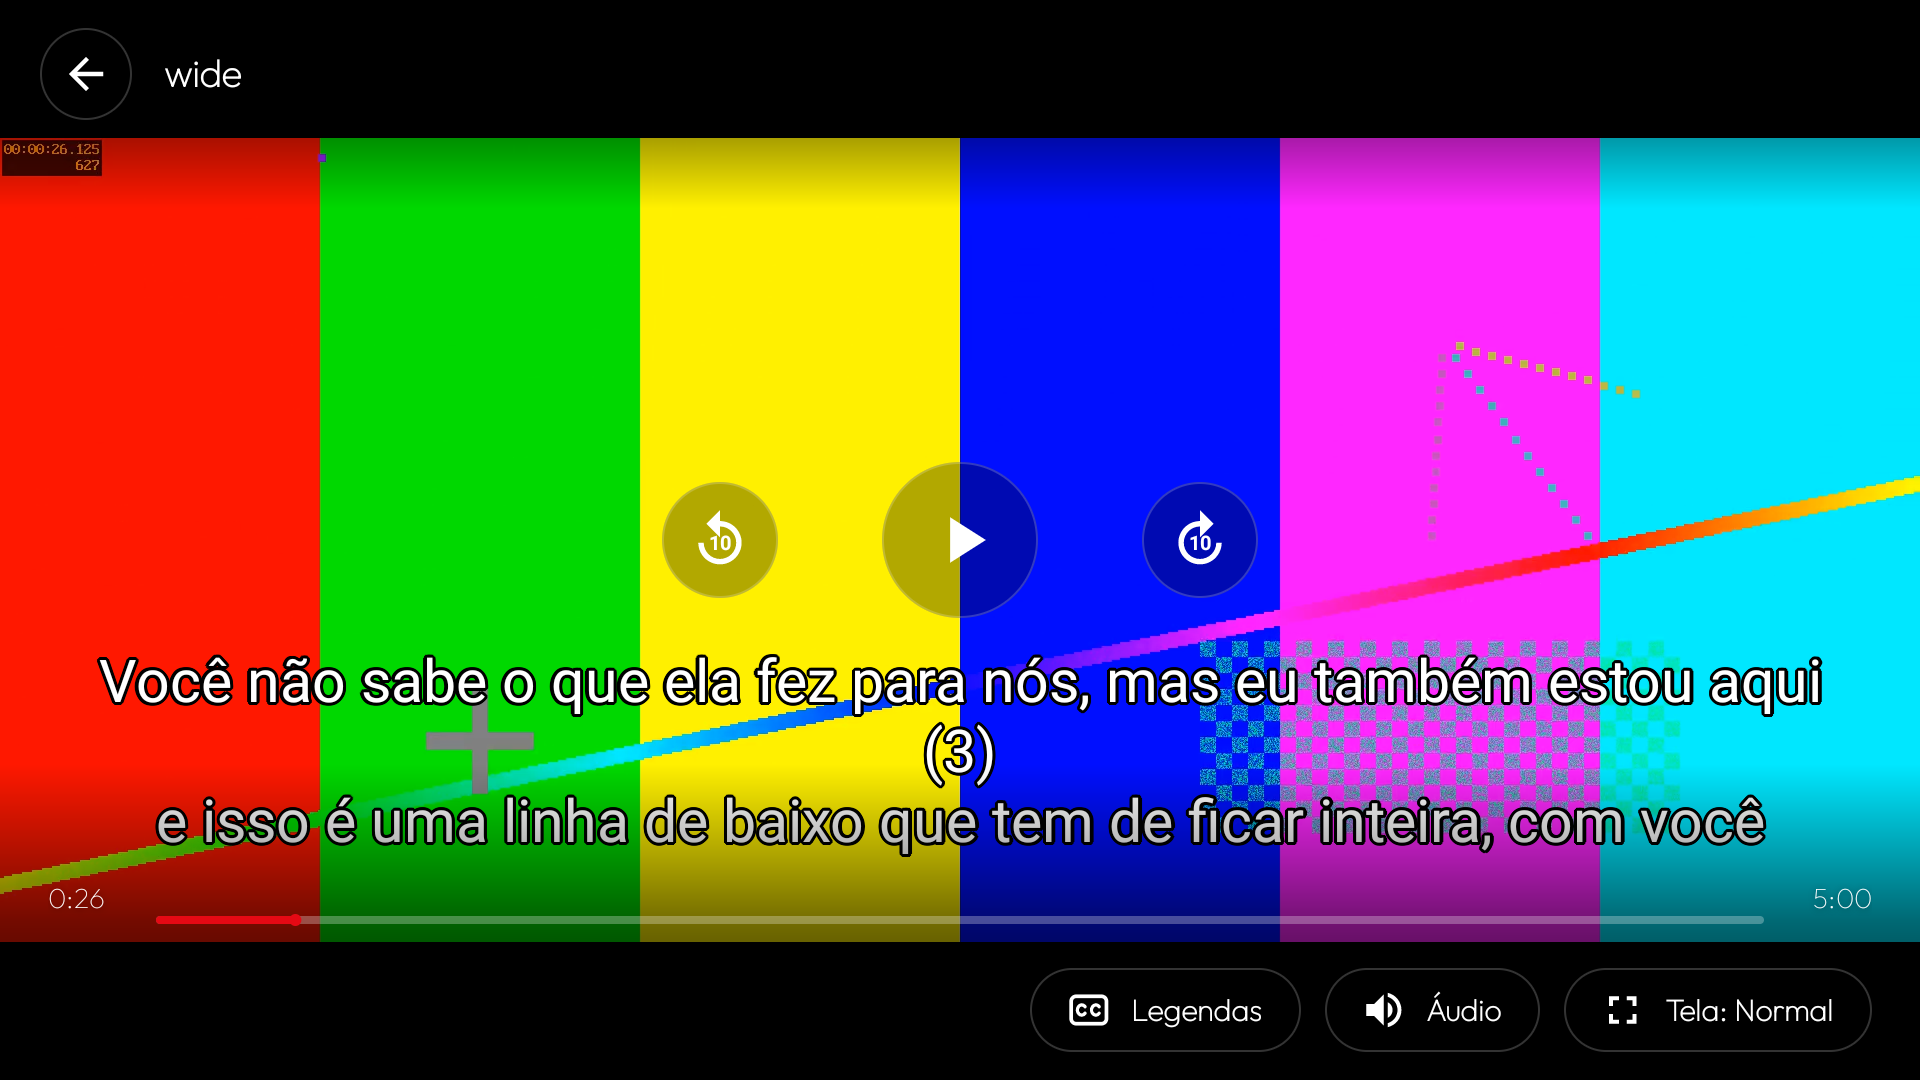 wide
00:00:26.125
627
10
10
Você não sabe o que ela fez para nós, mas eu também estou aqui
(3)
e isso é uma linha de baixo que tem de ficar inteira, com você
0:26
5:00
CC Legendas
Áudio
Tela: Normal